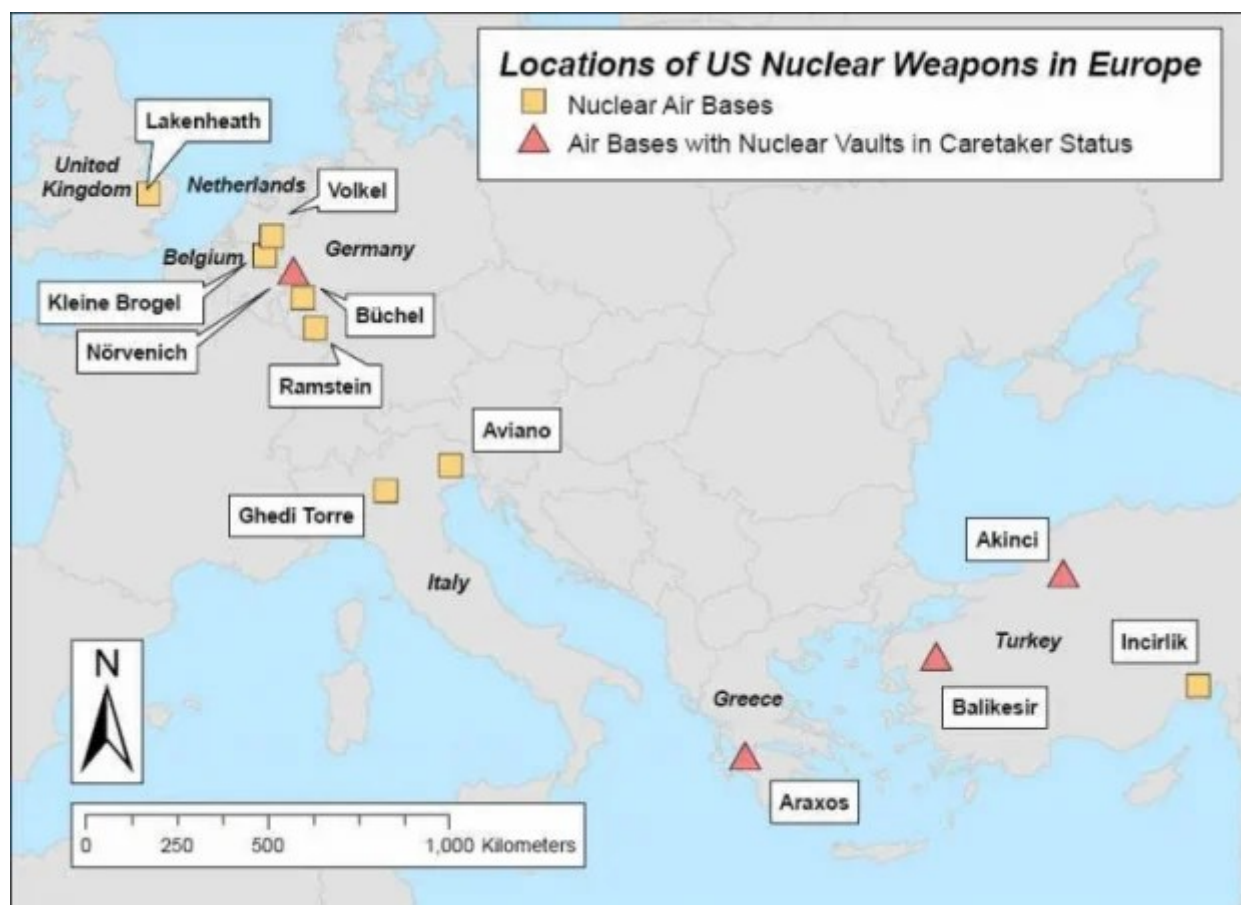 Locations of US Nuclear Weapons in Europe
Nuclear Air Bases
Air Bases with Nuclear Vaults in Caretaker Status
Lakenheath
United
Kingdom
Netherlands
Volkel
Belgium
Germany
Kleine Brogel
Büchel
Nörvenich
Ramstein
Aviano
Ghedi Torre
Akinci
Italy
Turkey
Incirlik
N
Greece
Balikesir
Araxos
0 250 500 1,000 Kilometers